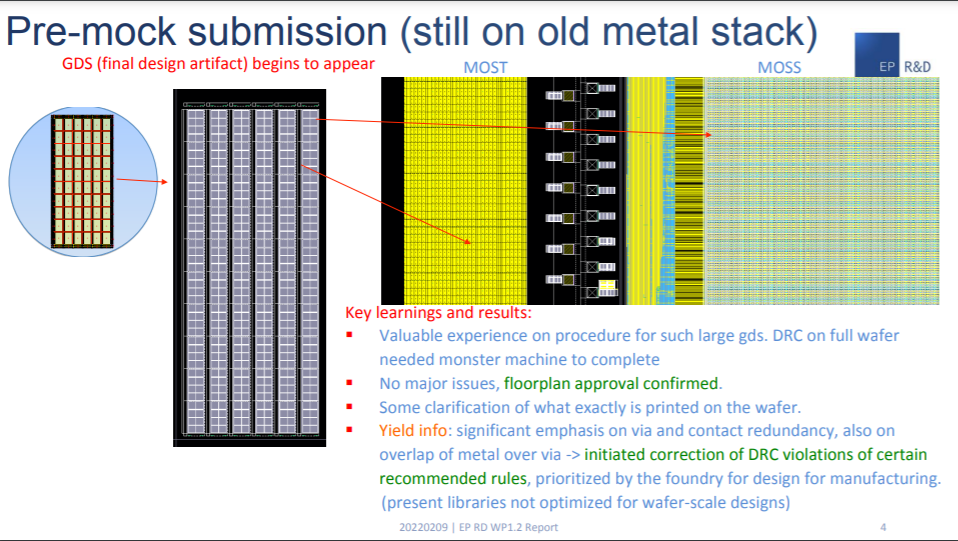 Pre-mock submission (still on old metal stack)
GDS (final design artifact) begins to appear
MOST
MOSS
EP R&D
Key learnings and results:
▪ Valuable experience on procedure for such large gds. DRC on full wafer
needed monster machine to complete
▪ No major issues, floorplan approval confirmed.
▪ Some clarification of what exactly is printed on the wafer.
▪ Yield info: significant emphasis on via and contact redundancy, also on
overlap of metal over via -> initiated correction of DRC violations of certain
recommended rules, prioritized by the foundry for design for manufacturing.
(present libraries not optimized for wafer-scale designs)
20220209 | EP RD WP1.2 Report
4